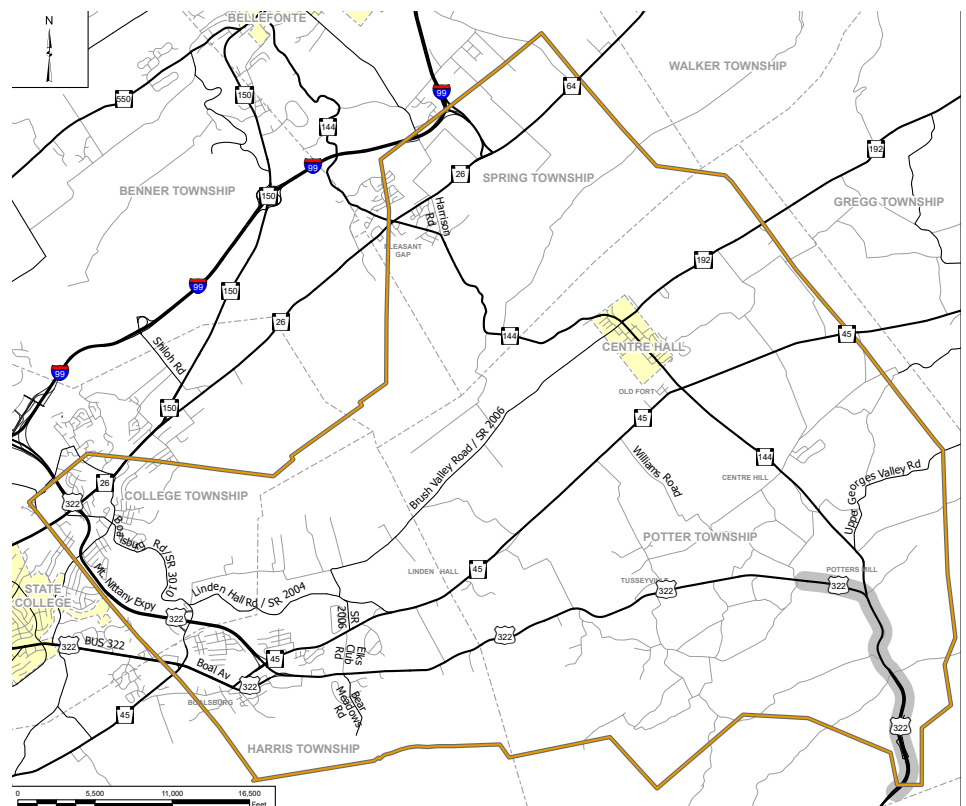 N
BELLEFONTE
WALKER TOWNSHIP
99
64
550
150
144
192
99
BENNER TOWNSHIP
26
SPRING TOWNSHIP
150
GREGG TOWNSHIP
Harrison
Rd
PLEASANT
GAP
192
99
150
26
144
45
Shiloh Rd
CENTRE HALL
99
OLD FORT
150
45
Brush Valley Road / SR 2006
Williams Road
144
CENTRE HILL
Upper Georges Valley Rd
26
COLLEGE TOWNSHIP
322
Rd/SR 3010
POTTER TOWNSHIP
Mt. Nittany Expy
LINDEN HALL
45
TUSSEYVILLE
POTTERS MILL
322
322
STATE
COLLEGE
Linden Hall Rd / SR 2004
322
SR
2006
322
BUS 322
322
Elks
Club
Rd
45
Boal Av
322
Bear
Meadows
Rd
BOALSBURG
45
322
HARRIS TOWNSHIP
0
5,500
11,000
16,500
Feet